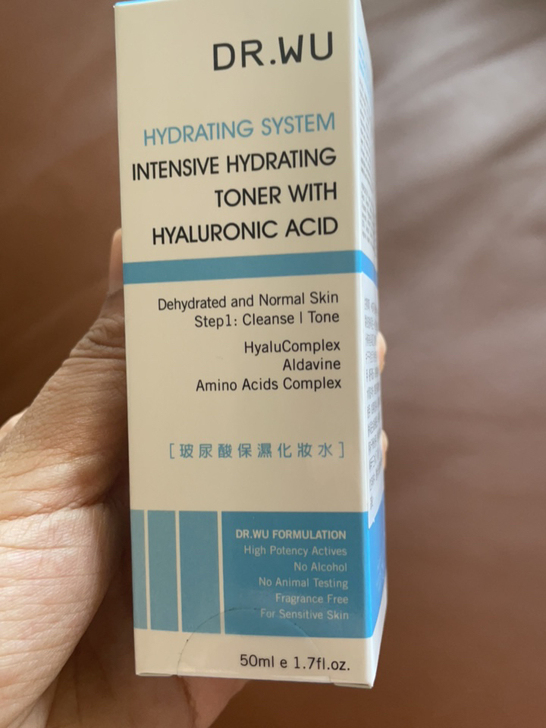 DR.WU
HYDRATING SYSTEM
INTENSIVE HYDRATING
TONER WITH
HYALURONIC ACID
Dehydrated and Normal Skin
Step1: Cleanse | Tone
HyaluComplex
Aldavine
Amino Acids Complex
[玻尿酸保濕化妝水]
DR.WU FORMULATION
High Potency Actives
No Alcohol
No Animal Testing
Fragrance Free
For Sensitive Skin
50ml e 1.7fl.oz.